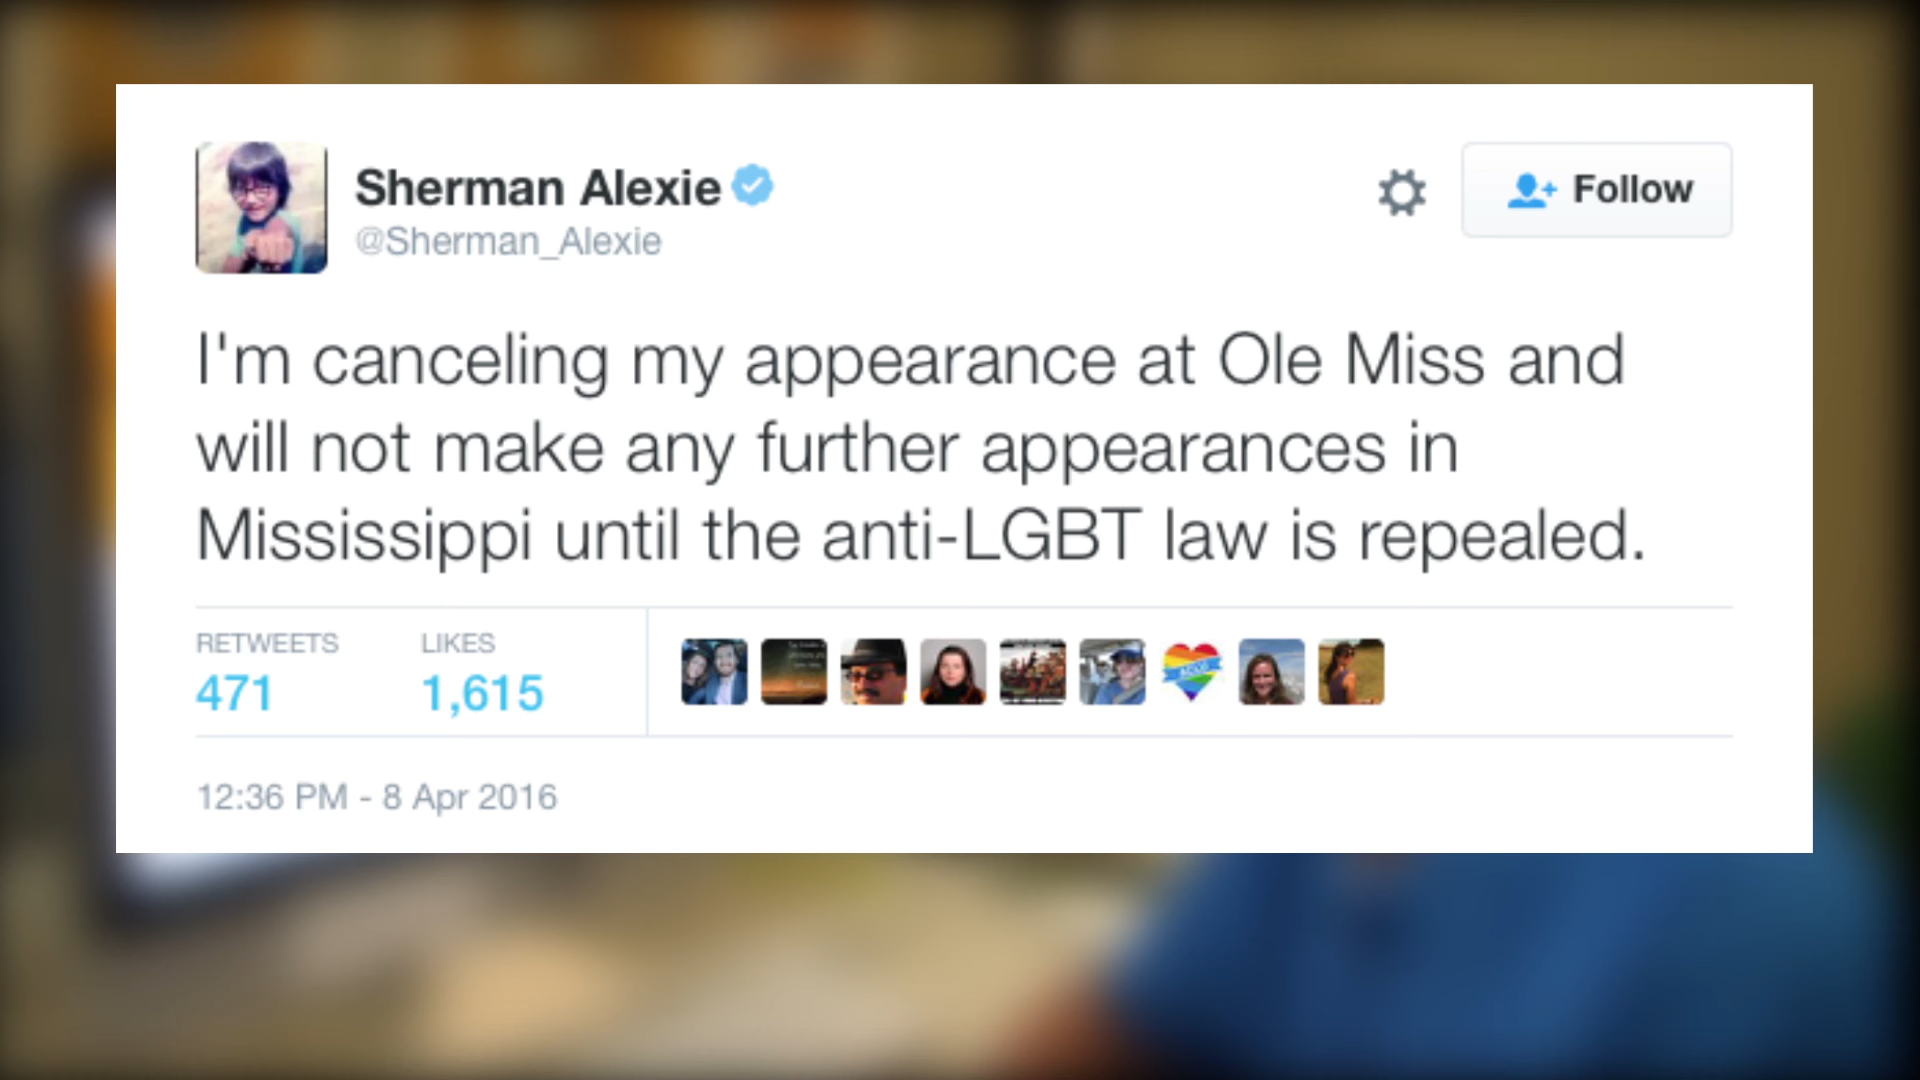 Sherman Alexie
@Sherman_Alexie
Follow
I'm canceling my appearance at Ole Miss and
will not make any further appearances in
Mississippi until the anti-LGBT law is repealed.
RETWEETS LIKES
471 1,615
12:36 PM - 8 Apr 2016